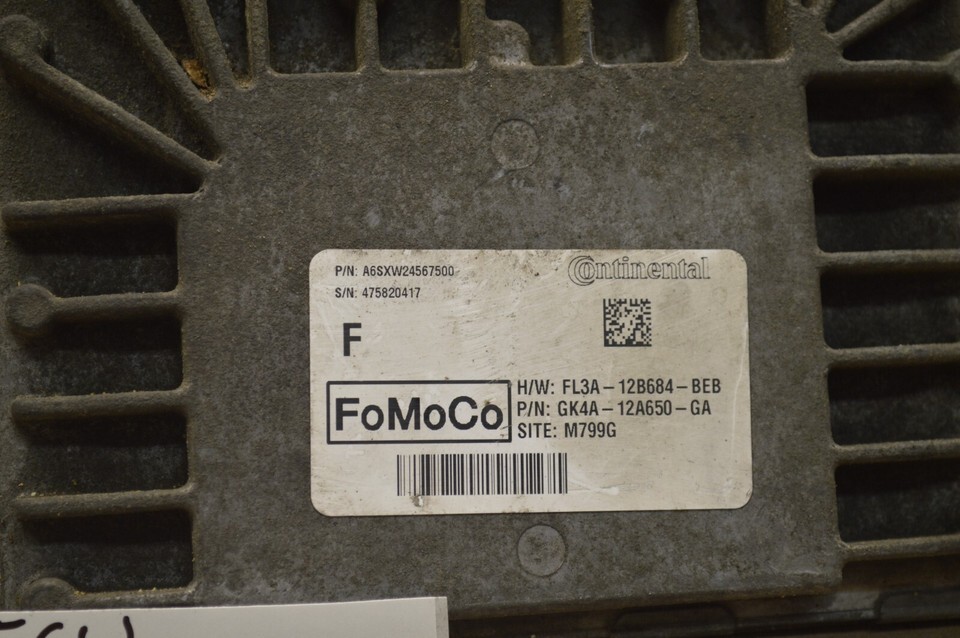 P/N: A6SXW24567500
Continental
S/N: 475820417
F
FoMoCo
H/W: FL3A-12B684-BEB
P/N: GK4A-12A650-GA
SITE: M799G